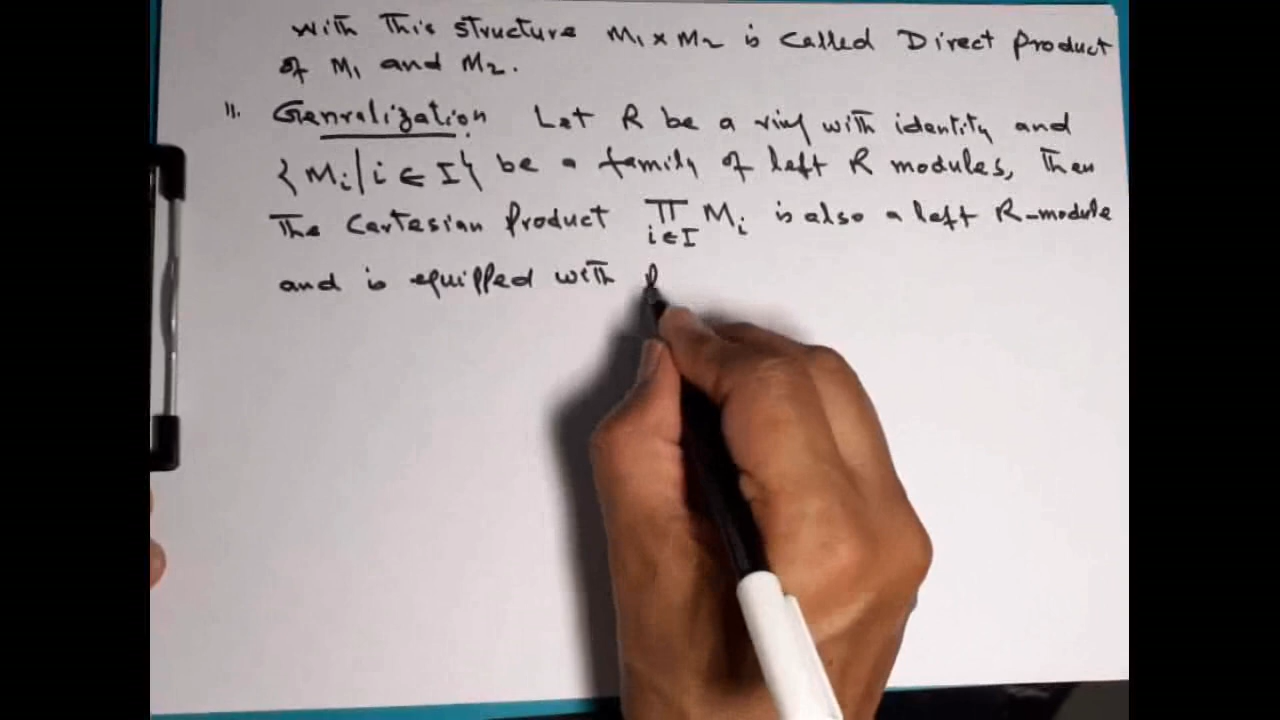 with This structure M₁ × M₂ is called Direct Product
of M₁ and M₂.
11. Genralization. Let R be a ring with identity and
{Mᵢ/i ∈ I} be a family of left R modules, Then
The Cartesian Product ∏ Mᵢ is also a left R-module
i ∈ I
and is equipped with